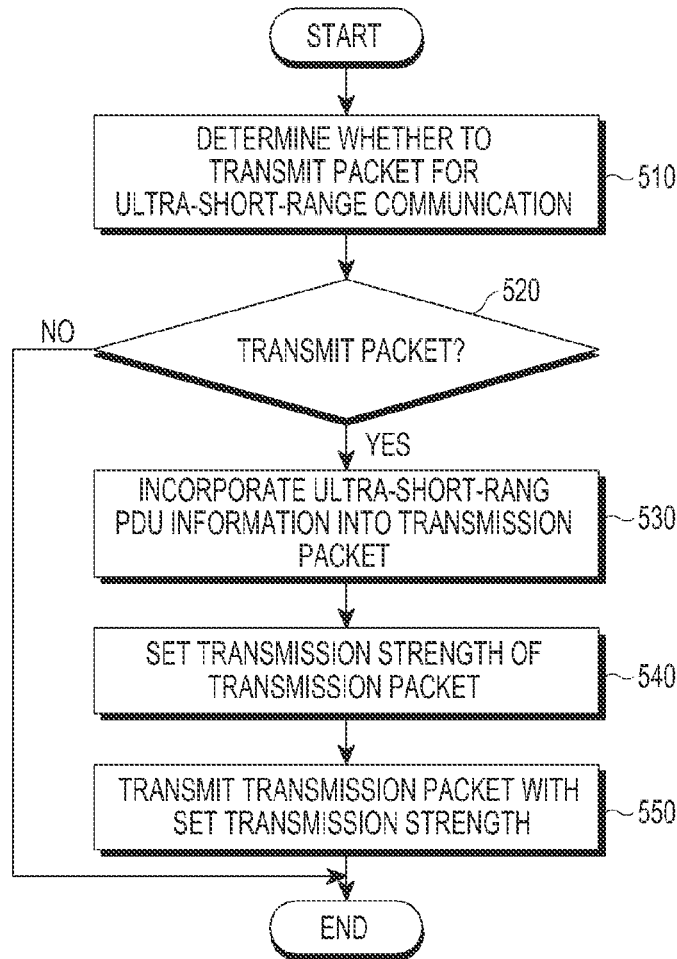 START
DETERMINE WHETHER TO
TRANSMIT PACKET FOR
ULTRA-SHORT-RANGE COMMUNICATION
510
520
NO
TRANSMIT PACKET?
YES
INCORPORATE ULTRA-SHORT-RANG
PDU INFORMATION INTO TRANSMISSION
PACKET
530
SET TRANSMISSION STRENGTH OF
TRANSMISSION PACKET
540
TRANSMIT TRANSMISSION PACKET WITH
SET TRANSMISSION STRENGTH
550
END